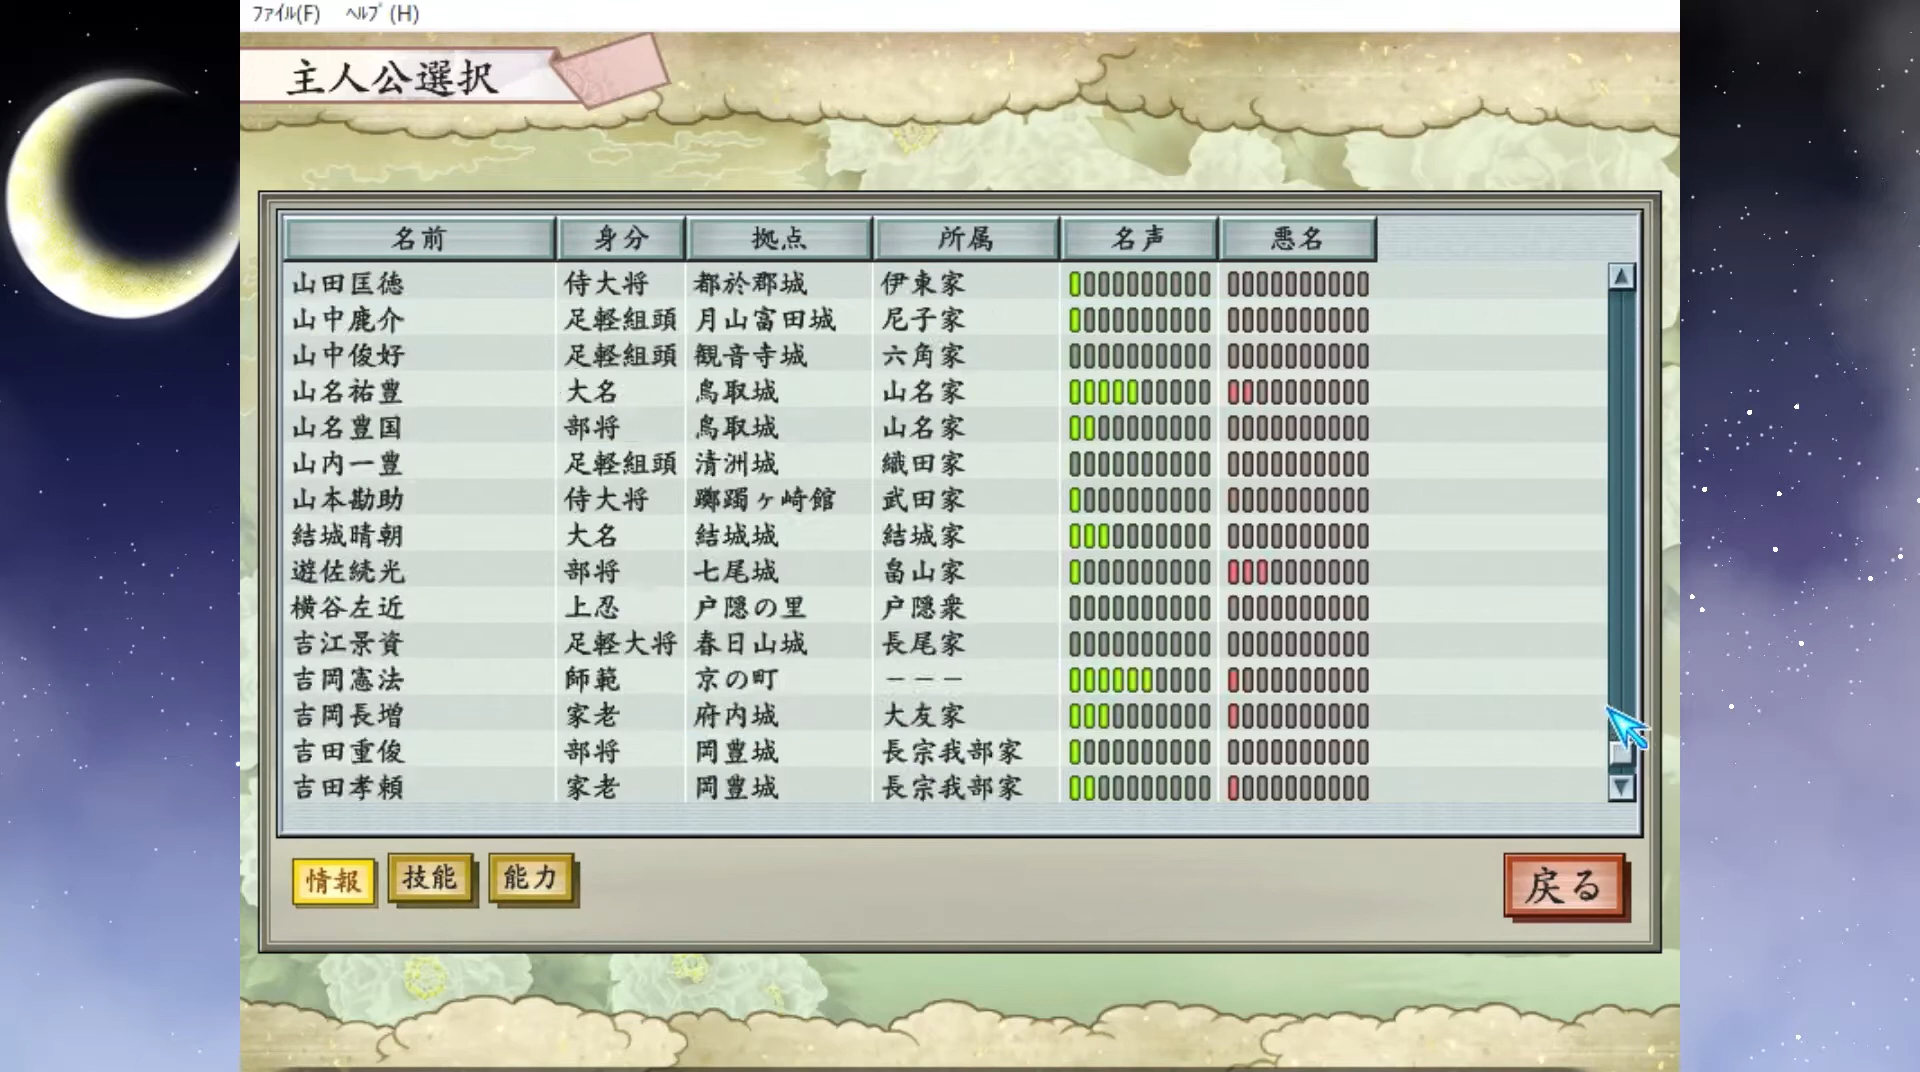 ﾌｧｲﾙ(F) ﾍﾙﾌﾟ(H)
主人公選択
名前 身分 拠点 所属 名声 悪名
山田匡徳 侍大将 都於郡城 伊東家
山中鹿介 足軽組頭 月山富田城 尼子家
山中俊好 足軽組頭 観音寺城 六角家
山名祐豊 大名 鳥取城 山名家
山名豊国 部将 鳥取城 山名家
山内一豊 足軽組頭 清洲城 織田家
山本勘助 侍大将 躑躅ヶ崎館 武田家
結城晴朝 大名 結城城 結城家
遊佐続光 部将 七尾城 畠山家
横谷左近 上忍 戸隠の里 戸隠衆
吉江景資 足軽大将 春日山城 長尾家
吉岡憲法 師範 京の町 −−−
吉岡長増 家老 府内城 大友家
吉田重俊 部将 岡豊城 長宗我部家
吉田孝頼 家老 岡豊城 長宗我部家
情報 技能 能力 戻る